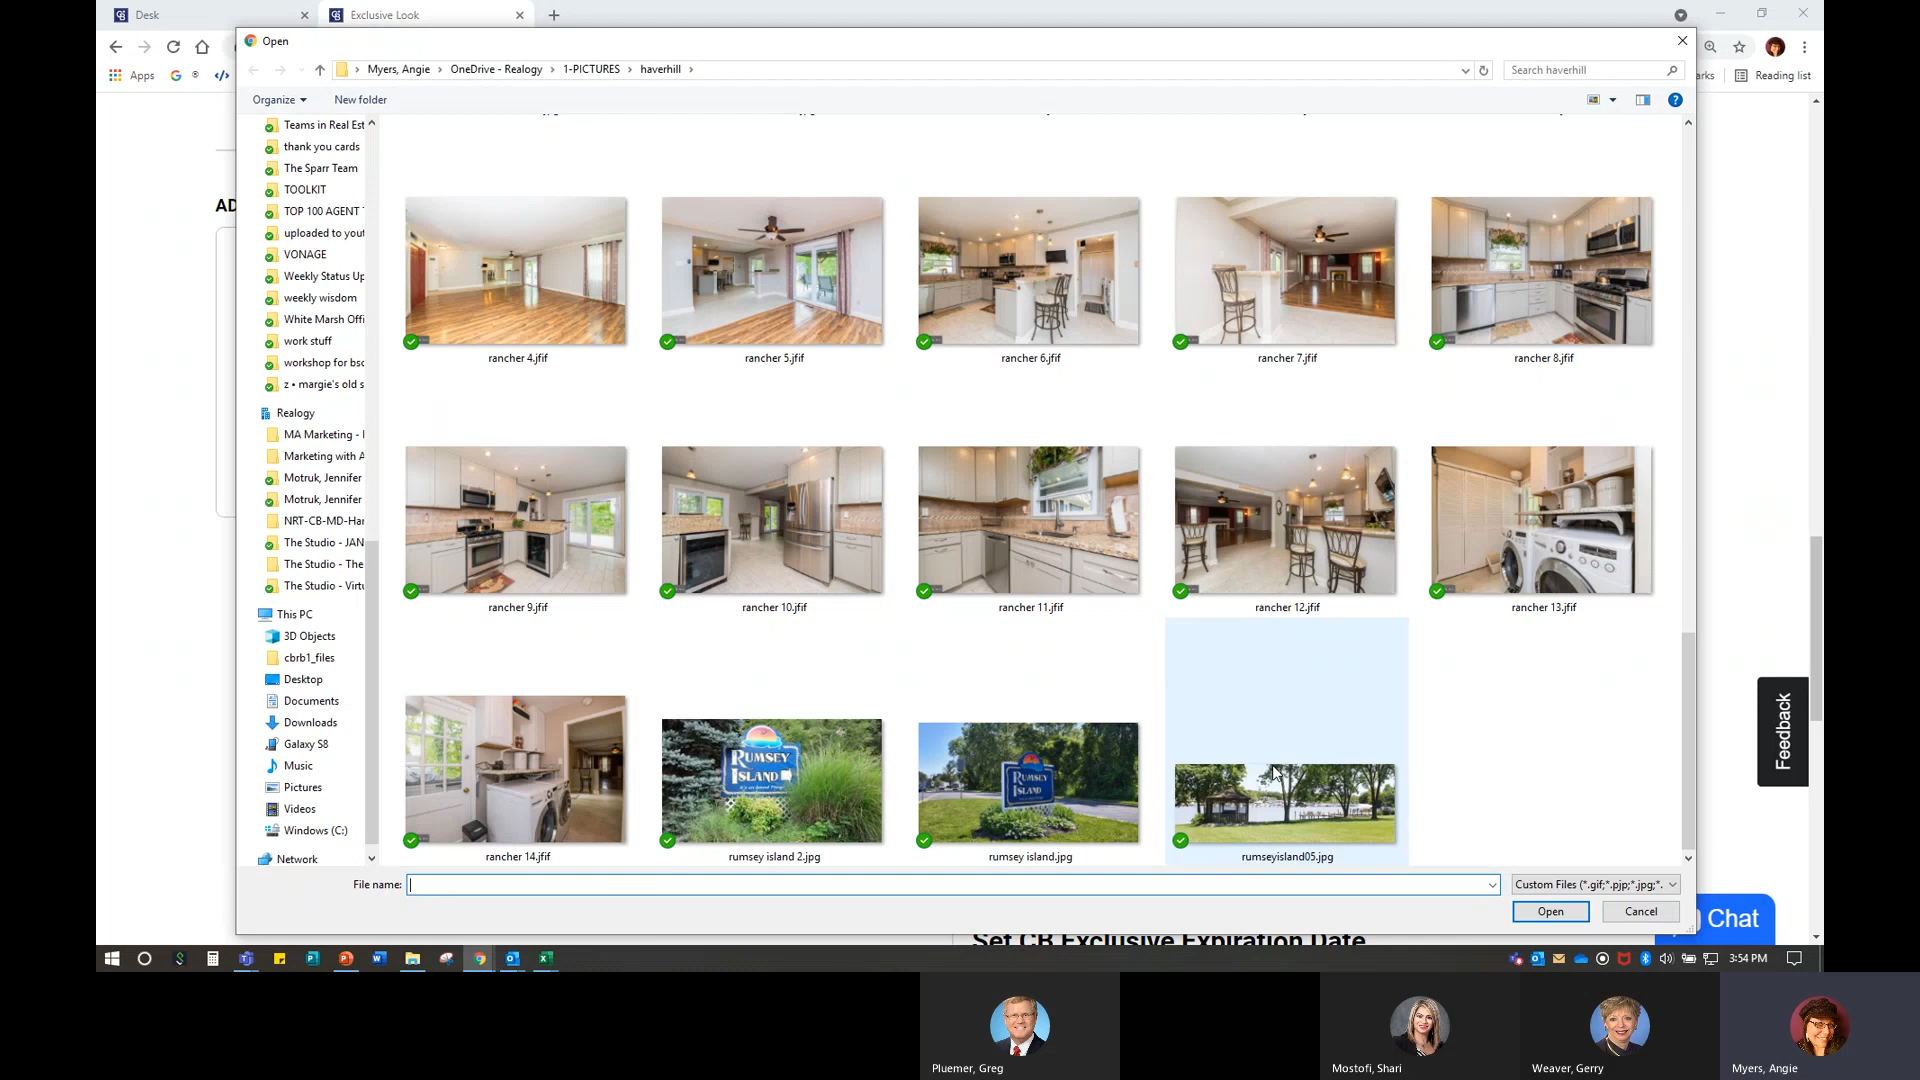 Desk
Exclusive Look
Open
Myers, Angie
OneDrive - Realogy
1-PICTURES
haverhill
Search haverhill
Apps
arks
Reading list
Organize
New folder
AD
Teams in Real Est
thank you cards
The Sparr Team
TOOLKIT
TOP 100 AGENT T
uploaded to yout
VONAGE
Weekly Status Up
weekly wisdom
White Marsh Offi
work stuff
workshop for bsc
z • margie's old s
Realogy
MA Marketing -
Marketing with A
Motruk, Jennifer
Motruk, Jennifer
NRT-CB-MD-Har
The Studio - JAN
The Studio - The
The Studio - Virtu
This PC
3D Objects
cbrb1_files
Desktop
Documents
Downloads
Galaxy S8
Music
Pictures
Videos
Windows (C:)
Network
rancher 4.jfif
rancher 5.jfif
rancher 6.jfif
rancher 7.jfif
rancher 8.jfif
rancher 9.jfif
rancher 10.jfif
rancher 11.jfif
rancher 12.jfif
rancher 13.jfif
RUMSEY
ISLAND
RUMSEY
ISLAND
rancher 14.jfif
rumsey island 2.jpg
rumsey island.jpg
rumseyisland05.jpg
File name:
Custom Files (*.gif;*.pjp;*.jpg;*.
Open
Cancel
Feedback
Chat
Set CB Exclusive Expiration Date
3:54 PM
Pluemer, Greg
Mostofi, Shari
Weaver, Gerry
Myers, Angie